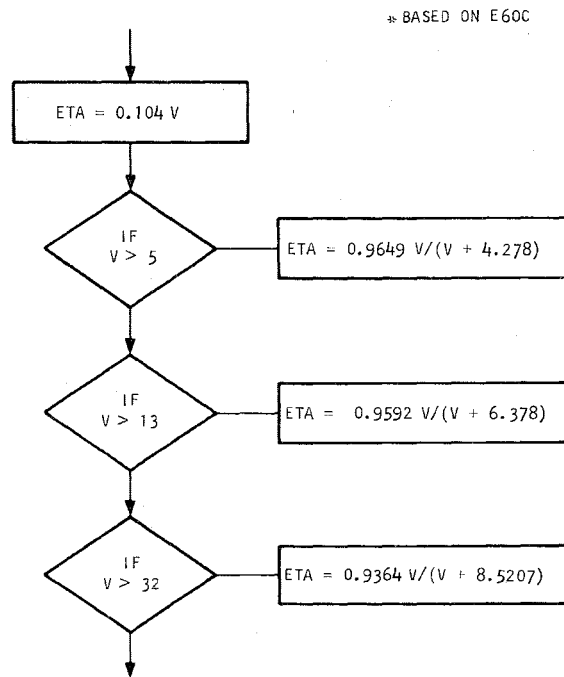 * BASED ON E60C
ETA = 0.104 V
IF
V > 5
ETA = 0.9649 V/(V + 4.278)
IF
V > 13
ETA = 0.9592 V/(V + 6.378)
IF
V > 32
ETA = 0.9364 V/(V + 8.5207)